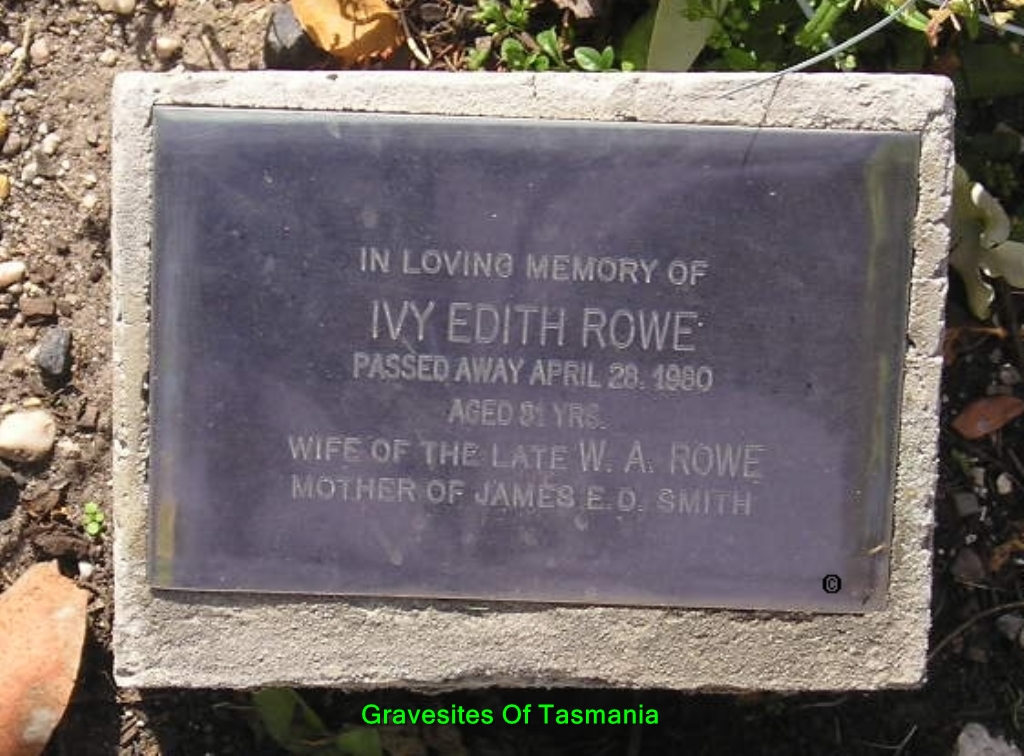 IN LOVING MEMORY OF
IVY EDITH ROWE
PASSED AWAY APRIL 28. 1980
AGED 81 YRS.
WIFE OF THE LATE W. A. ROWE
MOTHER OF JAMES E.D. SMITH
©
Gravesites Of Tasmania